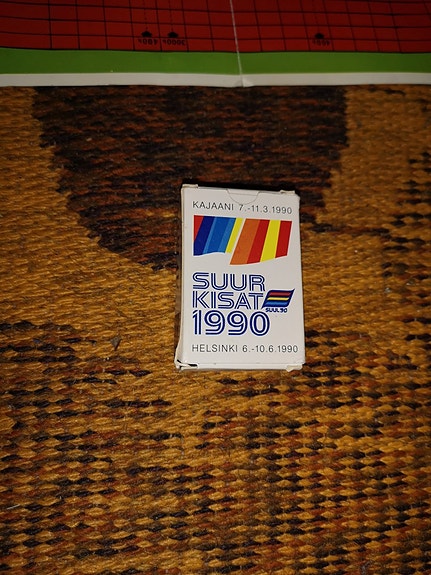 KAJAANI 7.-11.3.1990
SUUR
KISAT
SUUL 90
1990
HELSINKI 6.-10.6.1990